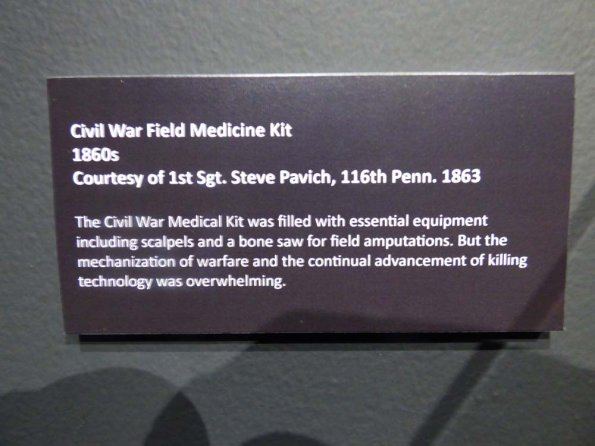 Civil War Field Medicine Kit
1860s
Courtesy of 1st Sgt. Steve Pavich, 116th Penn. 1863
The Civil War Medical Kit was filled with essential equipment
including scalpels and a bone saw for field amputations. But the
mechanization of warfare and the continual advancement of killing
technology was overwhelming.